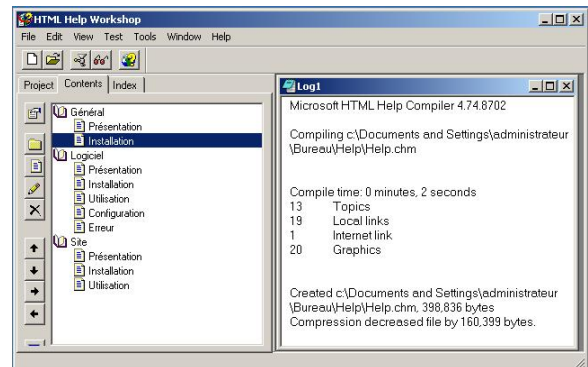 HTML Help Workshop
File Edit View Test Tools Window Help
Project Contents Index
Général
Présentation
Installation
Logiciel
Présentation
Installation
Utilisation
Configuration
Erreur
Site
Présentation
Installation
Utilisation
Log1
Microsoft HTML Help Compiler 4.74.8702
Compiling c:\Documents and Settings\administrateur
\Bureau\Help\Help.chm
Compile time: 0 minutes, 2 seconds
13 Topics
19 Local links
1 Internet link
20 Graphics
Created c:\Documents and Settings\administrateur
\Bureau\Help\Help.chm, 398,836 bytes
Compression decreased file by 160,399 bytes.